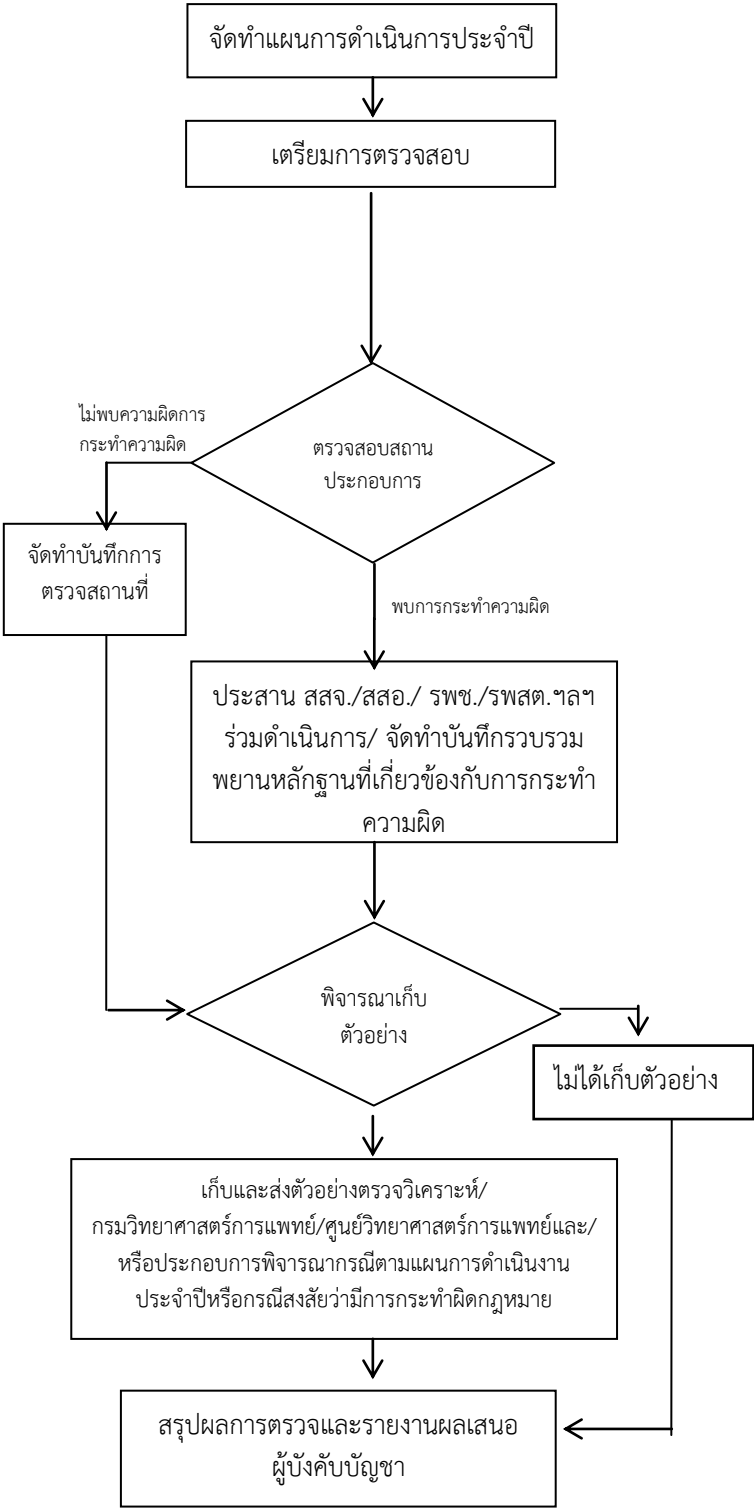 จัดทำแผนการดำเนินการประจำปี
เตรียมการตรวจสอบ
ไม่พบความผิดการ
กระทำความผิด
ตรวจสอบสถาน
ประกอบการ
จัดทำบันทึกการ
ตรวจสถานที่
พบการกระทำความผิด
ประสาน สสจ./สสอ./ รพช./รพสต.ฯลฯ
ร่วมดำเนินการ/ จัดทำบันทึกรวบรวม
พยานหลักฐานที่เกี่ยวข้องกับการกระทำ
ความผิด
พิจารณาเก็บ
ตัวอย่าง
ไม่ได้เก็บตัวอย่าง
เก็บและส่งตัวอย่างตรวจวิเคราะห์/
กรมวิทยาศาสตร์การแพทย์/ศูนย์วิทยาศาสตร์การแพทย์และ/
หรือประกอบการพิจารณากรณีตามแผนการดำเนินงาน
ประจำปีหรือกรณีสงสัยว่ามีการกระทำผิดกฎหมาย
สรุปผลการตรวจและรายงานผลเสนอ
ผู้บังคับบัญชา